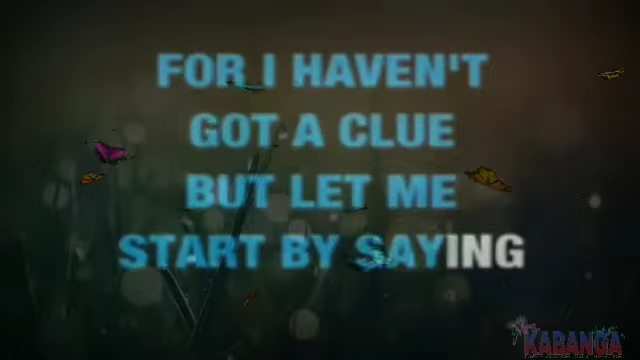 FOR I HAVEN'T
GOT A CLUE
BUT LET ME
START BY SAYING
KABANGA